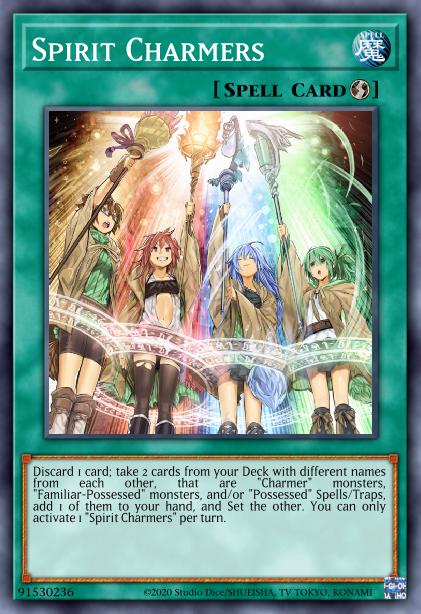 SPIRIT CHARMERS
SPELL
魔
[SPELL CARD]
Discard 1 card; take 2 cards from your Deck with different names
from each other, that are "Charmer" monsters,
"Familiar-Possessed" monsters, and/or "Possessed" Spells/Traps,
add 1 of them to your hand, and Set the other. You can only
activate 1 "Spirit Charmers" per turn.
91530236
©2020 Studio Dice/SHUEISHA, TV TOKYO, KONAMI